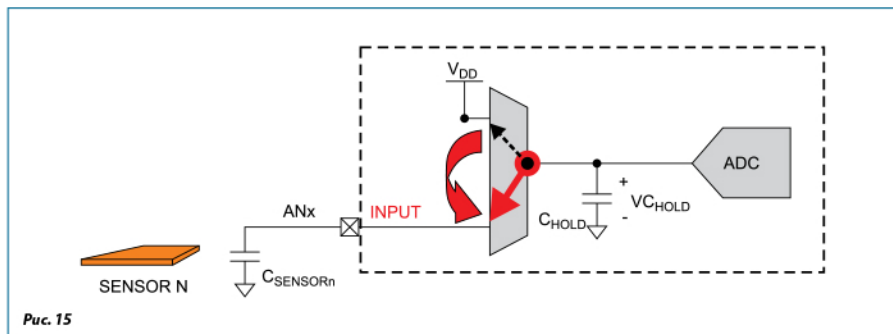 VDD
ADC
ANx
INPUT
CHOLD
+
VCHOLD
-
SENSOR N
CSENSORn
Рис. 15